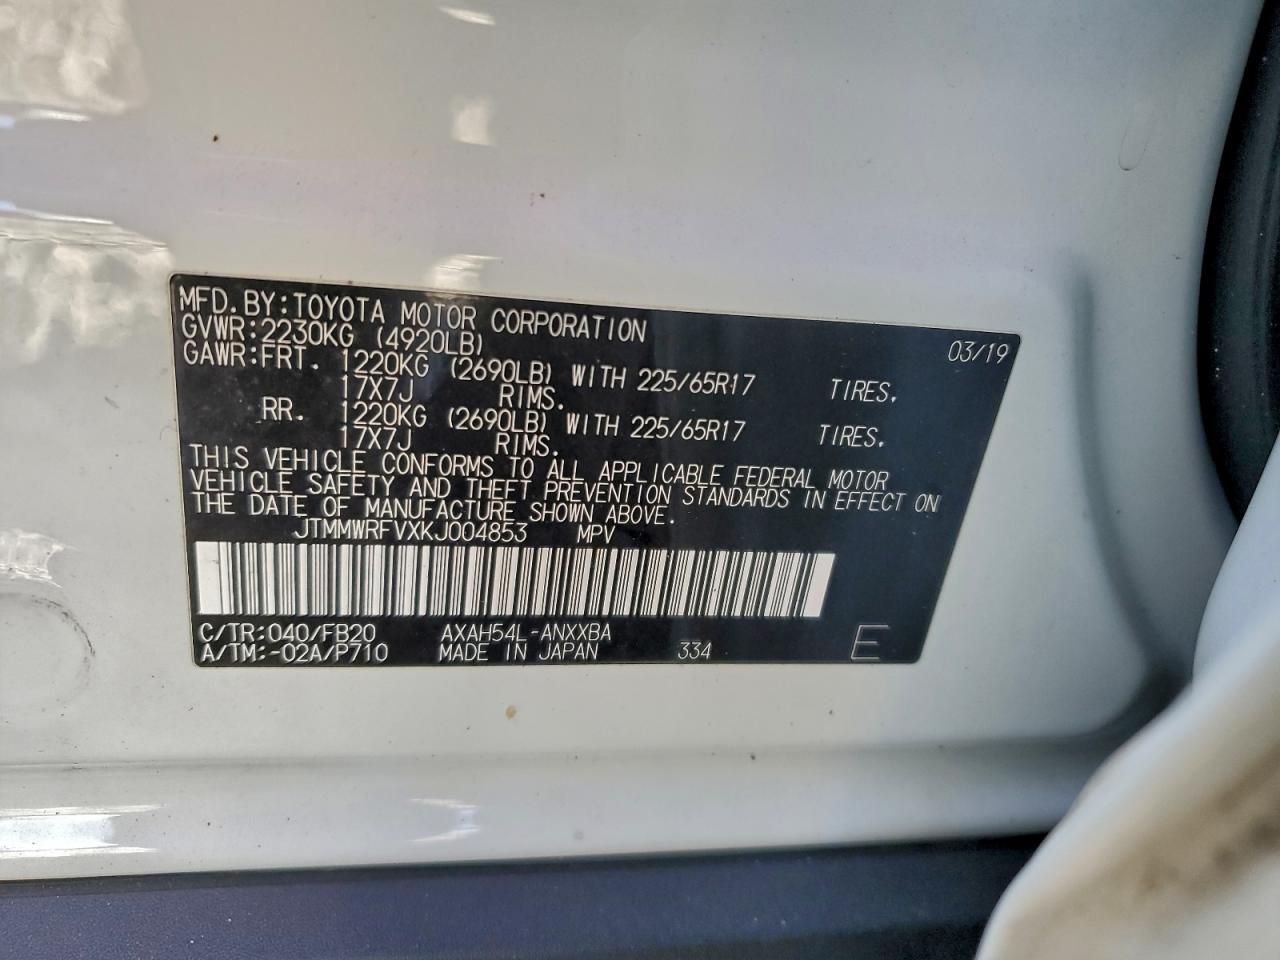 MFD.BY:TOYOTA MOTOR CORPORATION 03/19
GVWR:2230KG (4920LB)
GAWR:FRT. 1220KG (2690LB) WITH 225/65R17 TIRES.
17X7J RIMS.
RR. 1220KG (2690LB) WITH 225/65R17 TIRES.
17X7J RIMS.
THIS VEHICLE CONFORMS TO ALL APPLICABLE FEDERAL MOTOR
VEHICLE SAFETY AND THEFT PREVENTION STANDARDS IN EFFECT ON
THE DATE OF MANUFACTURE SHOWN ABOVE.
JTMMWRFVXKJ004853 MPV
C/TR:040/FB20 AXAH54L-ANXXBA
A/TM:-02A/P710 MADE IN JAPAN 334 E